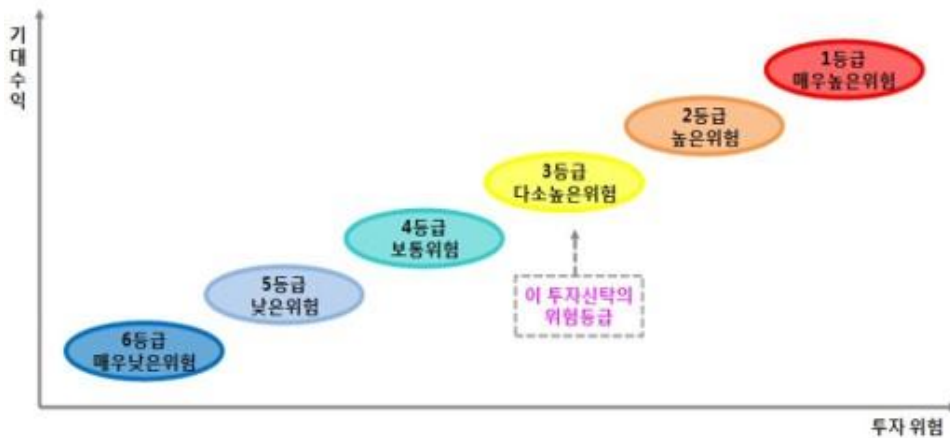 기대수익
1등급
매우높은위험
2등급
높은위험
3등급
다소높은위험
4등급
보통위험
이 투자신탁의
위험등급
5등급
낮은위험
6등급
매우낮은위험
투자 위험